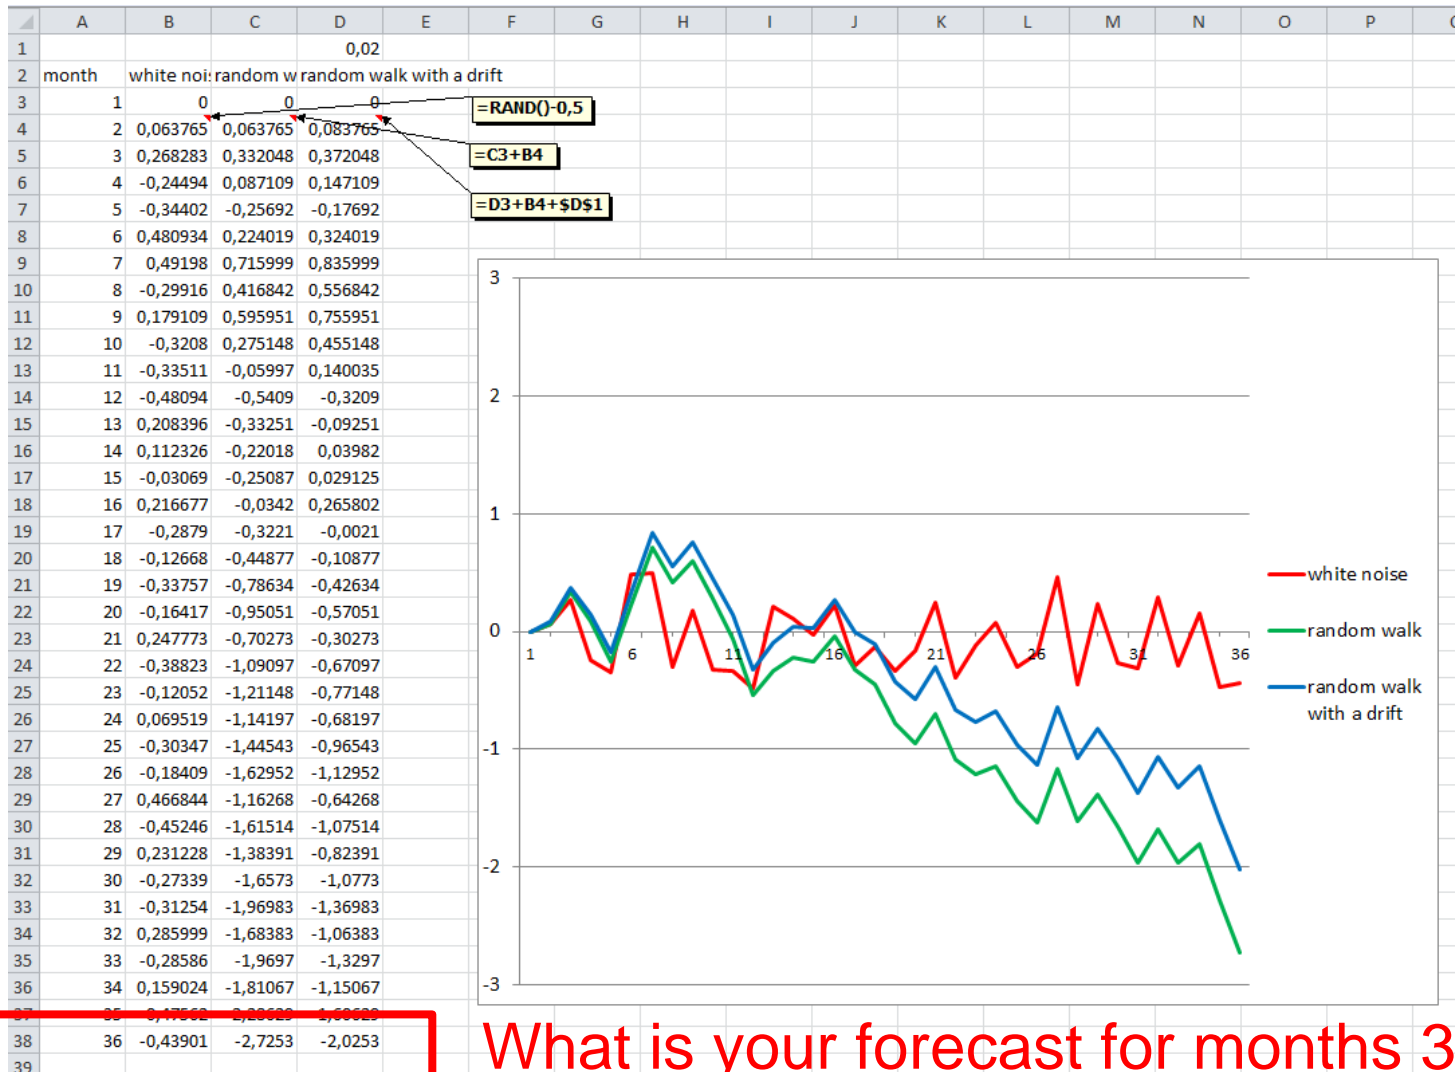 A B C D E F G H I J K L M N O P
1 0,02
2 month white noi: random w random walk with a drift
3 1 0 0 0 =RAND()-0,5
4 2 0,063765 0,063765 0,083765
5 3 0,268283 0,332048 0,372048 =C3+B4
6 4 -0,24494 0,087109 0,147109
7 5 -0,34402 -0,25692 -0,17692 =D3+B4+$D$1
8 6 0,480934 0,224019 0,324019
9 7 0,49198 0,715999 0,835999
10 8 -0,29916 0,416842 0,556842
11 9 0,179109 0,595951 0,755951
12 10 -0,3208 0,275148 0,455148
13 11 -0,33511 -0,05997 0,140035
14 12 -0,48094 -0,5409 -0,3209
15 13 0,208396 -0,33251 -0,09251
16 14 0,112326 -0,22018 0,03982
17 15 -0,03069 -0,25087 0,029125
18 16 0,216677 -0,0342 0,265802
19 17 -0,2879 -0,3221 -0,0021
20 18 -0,12668 -0,44877 -0,10877
21 19 -0,33757 -0,78634 -0,42634
22 20 -0,16417 -0,95051 -0,57051
23 21 0,247773 -0,70273 -0,30273
24 22 -0,38823 -1,09097 -0,67097
25 23 -0,12052 -1,21148 -0,77148
26 24 0,069519 -1,14197 -0,68197
27 25 -0,30347 -1,44543 -0,96543
28 26 -0,18409 -1,62952 -1,12952
29 27 0,466844 -1,16268 -0,64268
30 28 -0,45246 -1,61514 -1,07514
31 29 0,231228 -1,38391 -0,82391
32 30 -0,27339 -1,6573 -1,0773
33 31 -0,31254 -1,96983 -1,36983
34 32 0,285999 -1,68383 -1,06383
35 33 -0,28586 -1,9697 -1,3297
36 34 0,159024 -1,81067 -1,15067
37 35 -0,47562 -2,28629 -1,60629
38 36 -0,43901 -2,7253 -2,0253
39
3
2
1
0
-1
-2
-3
1 6 11 16 21 26 31 36
white noise
random walk
random walk
with a drift
What is your forecast for months 3